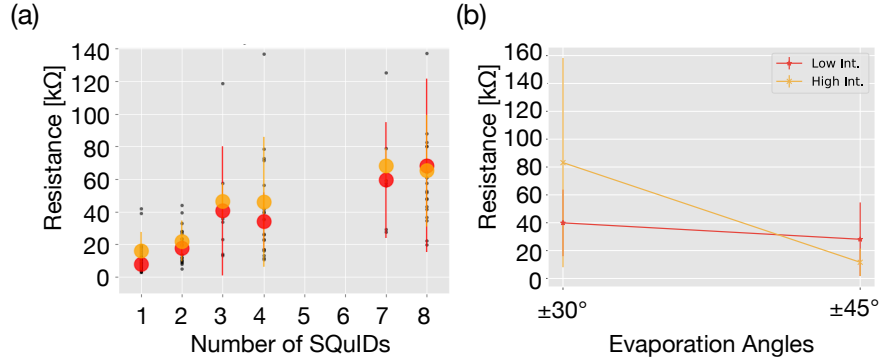 (a)
Resistance [kΩ]
140
120
100
80
60
40
20
0
1 2 3 4 5 6 7 8
Number of SQuIDs
(b)
Resistance [kΩ]
160
140
120
100
80
60
40
20
0
Low Int.
High Int.
±30° ±45°
Evaporation Angles